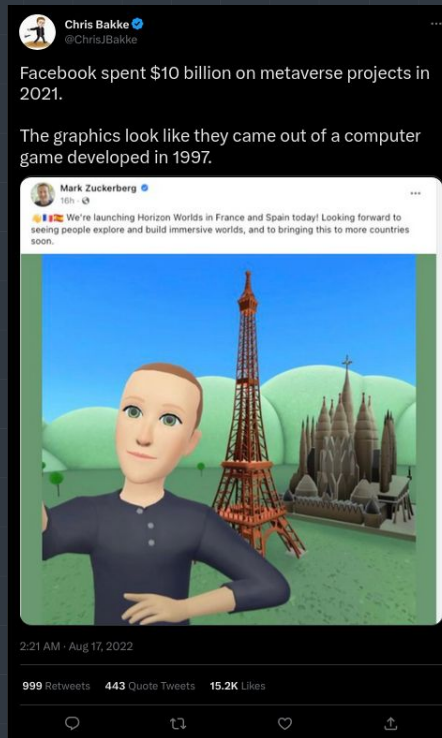 Chris Bakke
@ChrisJBakke
Facebook spent $10 billion on metaverse projects in
2021.
The graphics look like they came out of a computer
game developed in 1997.
Mark Zuckerberg
16h ·
👋🇫🇷🇪🇸 We're launching Horizon Worlds in France and Spain today! Looking forward to
seeing people explore and build immersive worlds, and to bringing this to more countries
soon.
2:21 AM · Aug 17, 2022
999 Retweets 443 Quote Tweets 15.2K Likes